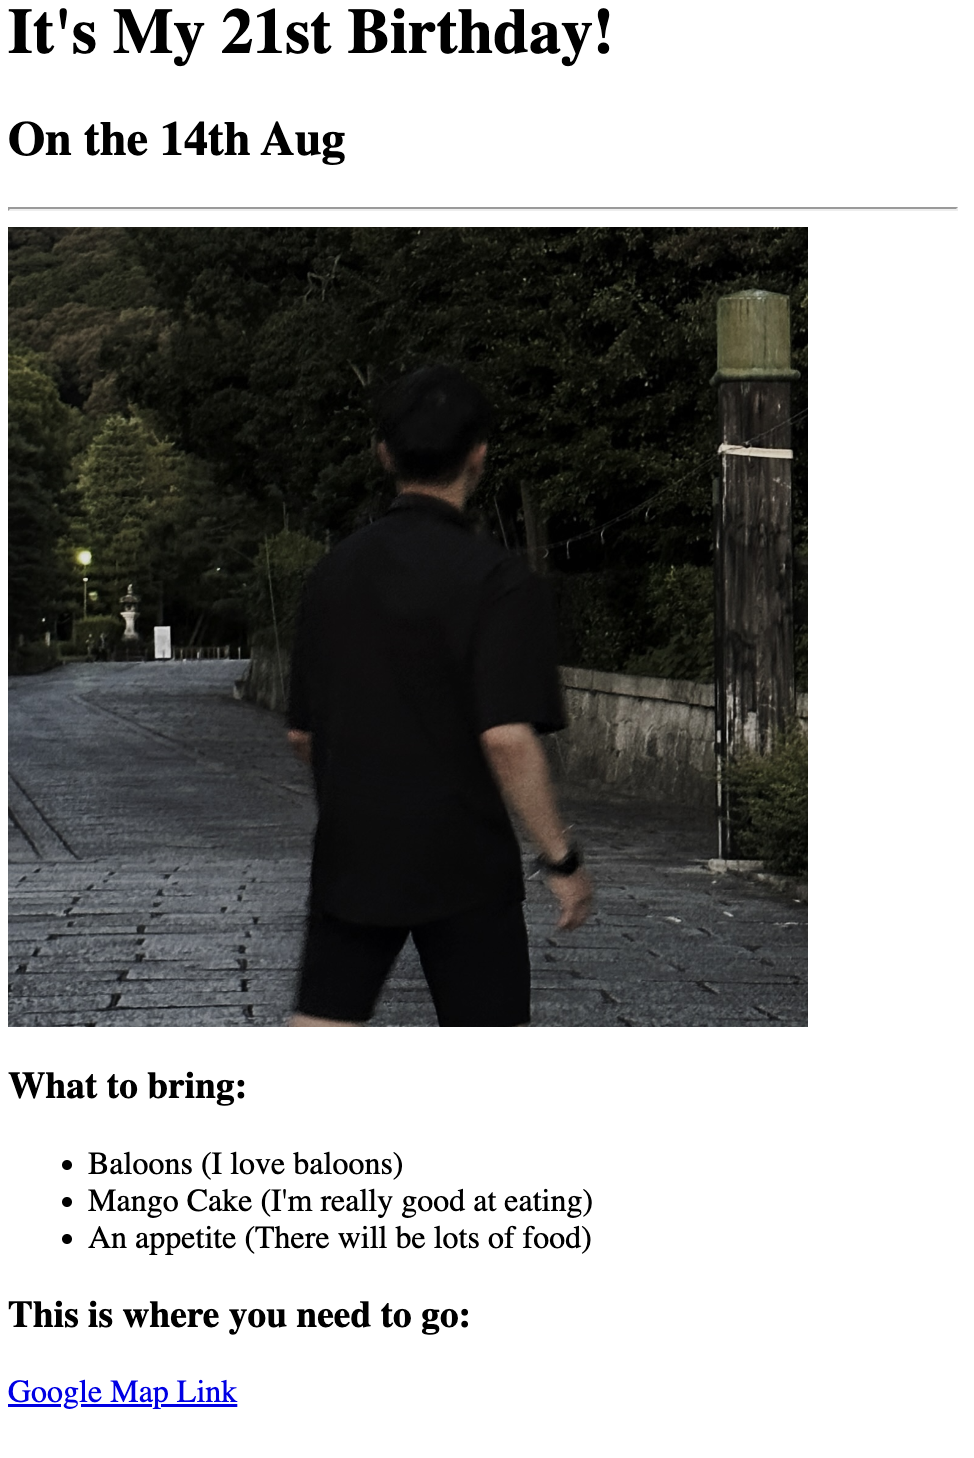 It's My 21st Birthday!
On the 14th Aug
What to bring:
Baloons (I love baloons)
Mango Cake (I'm really good at eating)
An appetite (There will be lots of food)
This is where you need to go:
Google Map Link